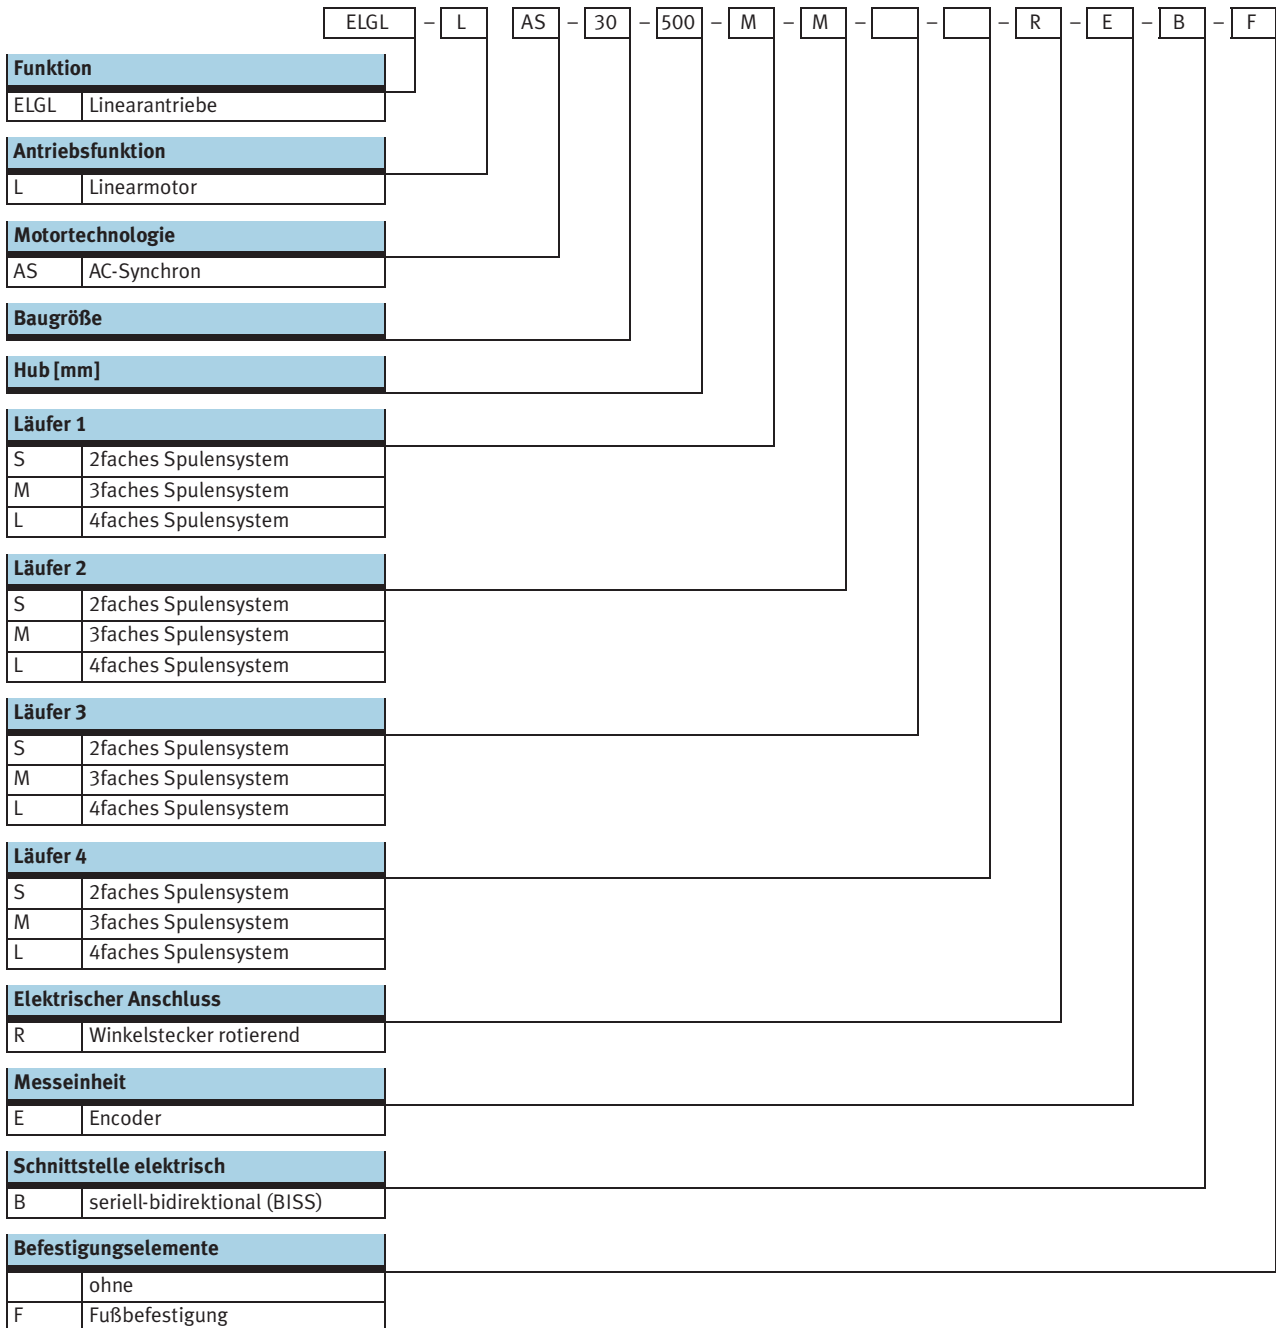 ELGL – L AS – 30 – 500 – M – M – – – R – E – B – F
Funktion
ELGL Linearantriebe
Antriebsfunktion
L Linearmotor
Motortechnologie
AS AC-Synchron
Baugröße
Hub [mm]
Läufer 1
S 2faches Spulensystem
M 3faches Spulensystem
L 4faches Spulensystem
Läufer 2
S 2faches Spulensystem
M 3faches Spulensystem
L 4faches Spulensystem
Läufer 3
S 2faches Spulensystem
M 3faches Spulensystem
L 4faches Spulensystem
Läufer 4
S 2faches Spulensystem
M 3faches Spulensystem
L 4faches Spulensystem
Elektrischer Anschluss
R Winkelstecker rotierend
Messeinheit
E Encoder
Schnittstelle elektrisch
B seriell-bidirektional (BISS)
Befestigungselemente
ohne
F Fußbefestigung